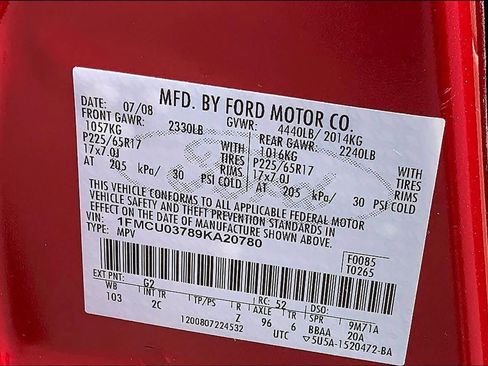 MFD. BY FORD MOTOR CO.
DATE: 07/08 GVWR: 4440LB/ 2014KG
FRONT GAWR: 2330LB REAR GAWR: 2240LB
1057KG WITH 1016KG WITH
P225/65R17 TIRES P225/65R17 TIRES
17x7.0J RIMS 17x7.0J RIMS
AT 205 kPa/ 30 PSI COLD AT 205 kPa/ 30 PSI COLD
THIS VEHICLE CONFORMS TO ALL APPLICABLE FEDERAL MOTOR
VEHICLE SAFETY AND THEFT PREVENTION STANDARDS IN
EFFECT ON THE DATE OF MANUFACTURE SHOWN ABOVE.
VIN: 1FMCU03789KA20780
TYPE: MPV
F0085
T0265
EXT PNT: G2 RC: 52 DSO:
WB INT TR TP/PS R AXLE TR SPR 9M71A
103 2C Z 96 6 BBAA 20A
1200807224532 UTC ▽5U5A-1520472-BA